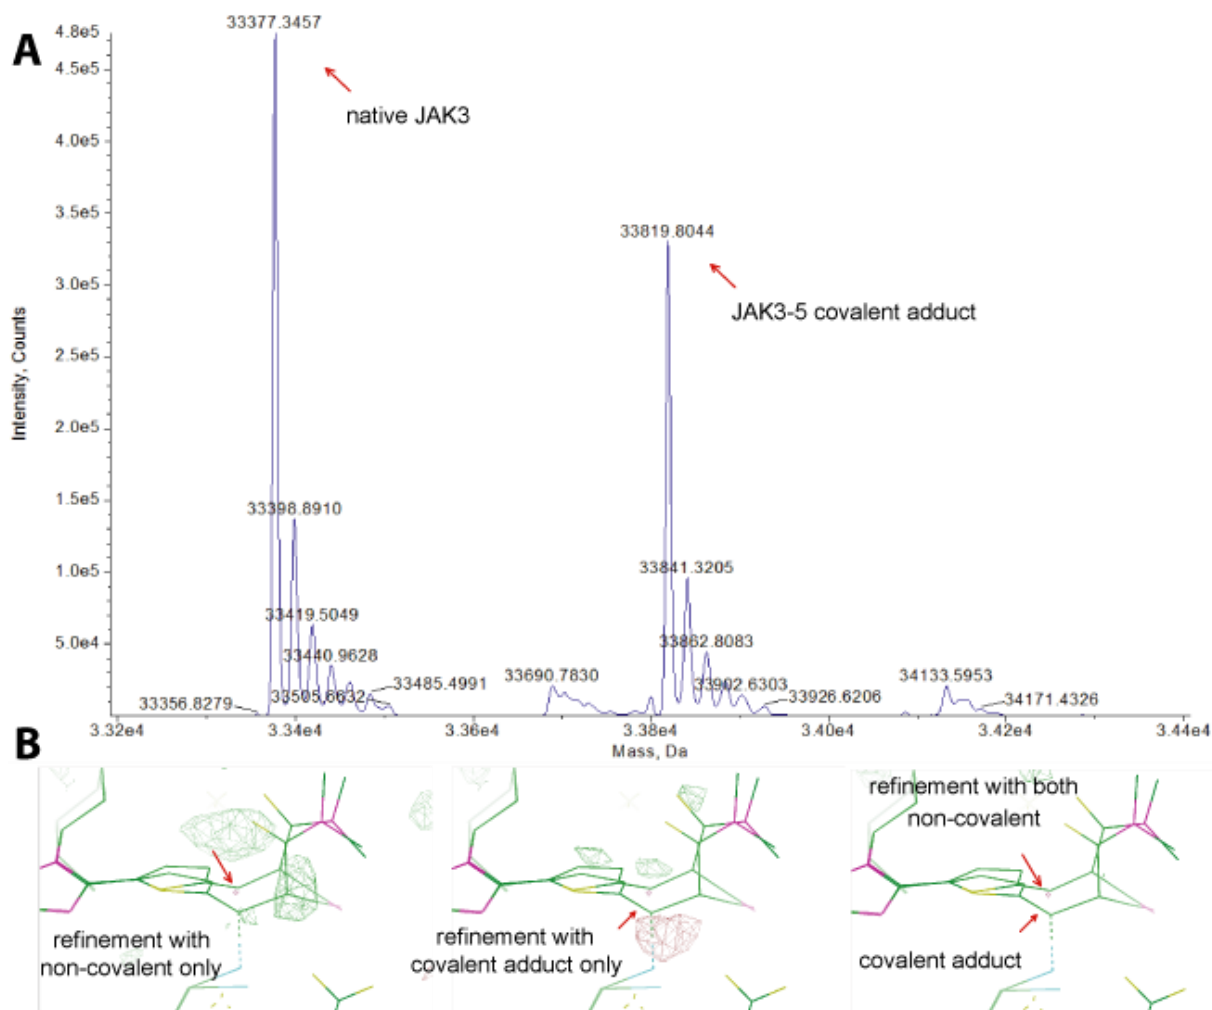 A
33377.3457
4.8e5
4.5e5
native JAK3
4.0e5
3.5e5
33819.8044
3.0e5
JAK3-5 covalent adduct
Intensity, Counts
2.5e5
2.0e5
1.5e5
33398.8910
1.0e5
33841.3205
33419.5049
5.0e4
33440.9628
33862.8083
33485.4991
33690.7830
33902.6303
34133.5953
33356.8279
33505.6632
33926.6206
34171.4326
3.32e4 3.34e4 3.36e4 3.38e4 3.40e4 3.42e4 3.44e4
Mass, Da
B
refinement with
non-covalent only
refinement with
covalent adduct only
refinement with both
non-covalent
covalent adduct